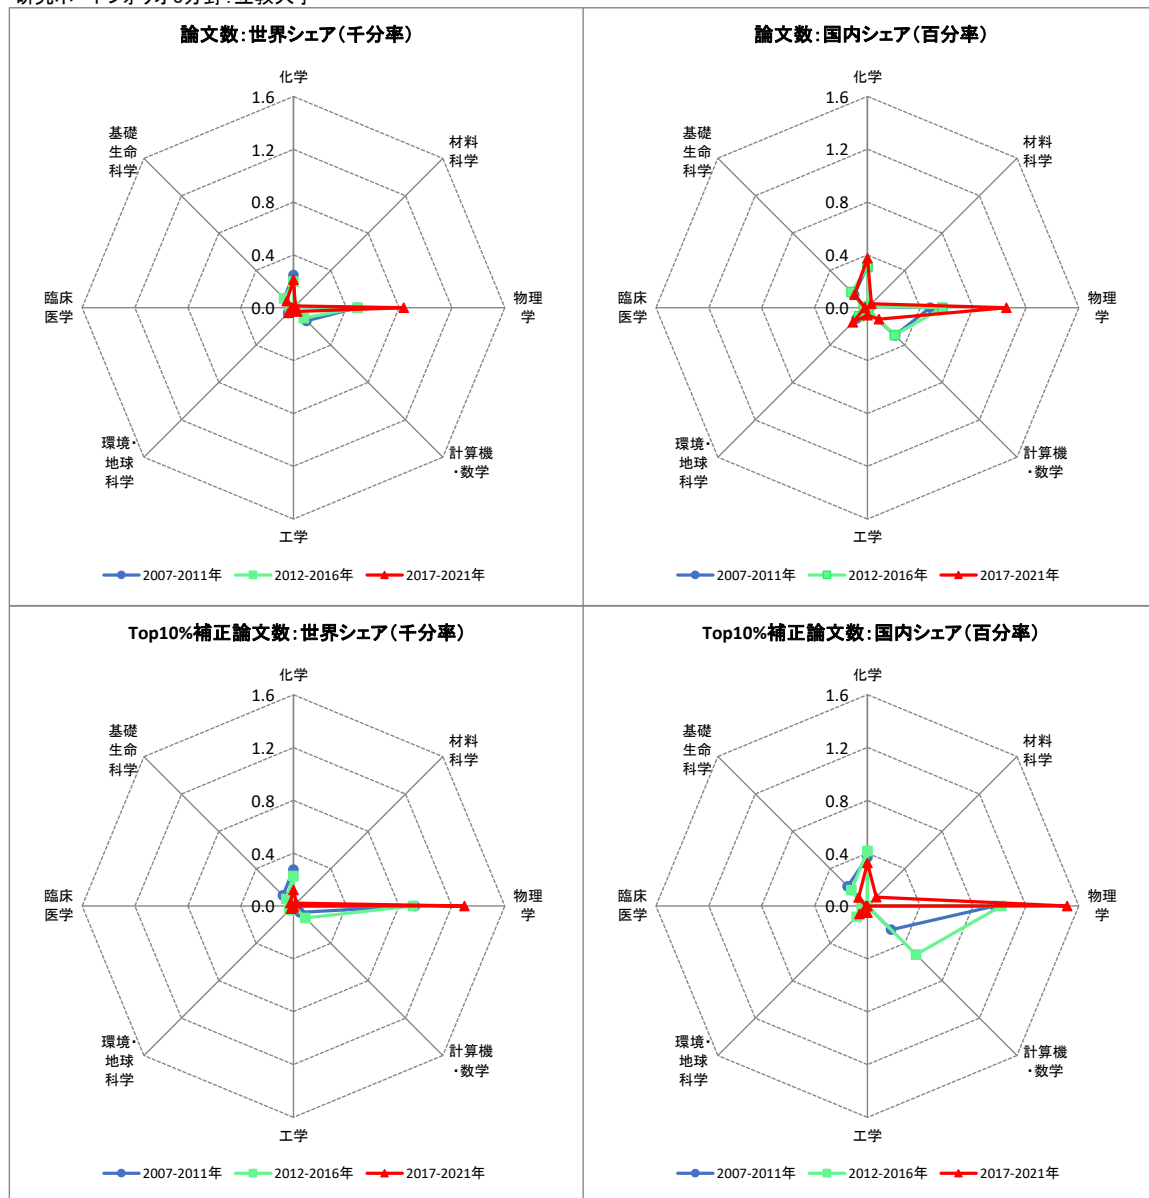 論文数：世界シェア（千分率）
化学
1.6
1.2
0.8
0.4
0.0
材料
科学
物理
学
計算機
・数学
工学
環境・
地球
科学
臨床
医学
基礎
生命
科学
2007-2011年
2012-2016年
2017-2021年
論文数：国内シェア（百分率）
化学
1.6
1.2
0.8
0.4
0.0
材料
科学
物理
学
計算機
・数学
工学
環境・
地球
科学
臨床
医学
基礎
生命
科学
2007-2011年
2012-2016年
2017-2021年
Top10%補正論文数：世界シェア（千分率）
化学
1.6
1.2
0.8
0.4
0.0
材料
科学
物理
学
計算機
・数学
工学
環境・
地球
科学
臨床
医学
基礎
生命
科学
2007-2011年
2012-2016年
2017-2021年
Top10%補正論文数：国内シェア（百分率）
化学
1.6
1.2
0.8
0.4
0.0
材料
科学
物理
学
計算機
・数学
工学
環境・
地球
科学
臨床
医学
基礎
生命
科学
2007-2011年
2012-2016年
2017-2021年